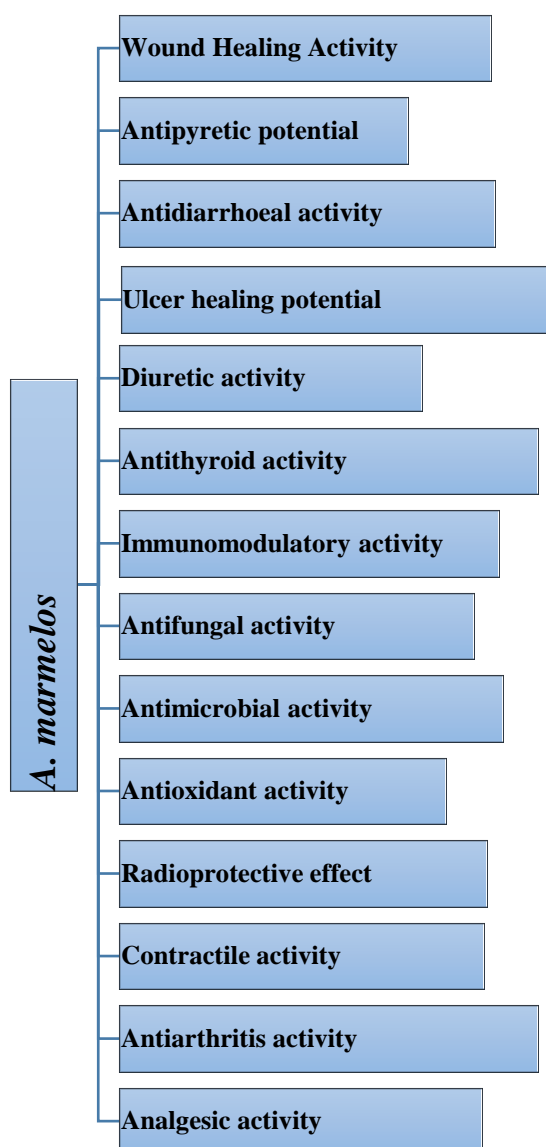 Wound Healing Activity
Antipyretic potential
Antidiarrhoeal activity
Ulcer healing potential
Diuretic activity
Antithyroid activity
Immunomodulatory activity
A. marmelos
Antifungal activity
Antimicrobial activity
Antioxidant activity
Radioprotective effect
Contractile activity
Antiarthritis activity
Analgesic activity